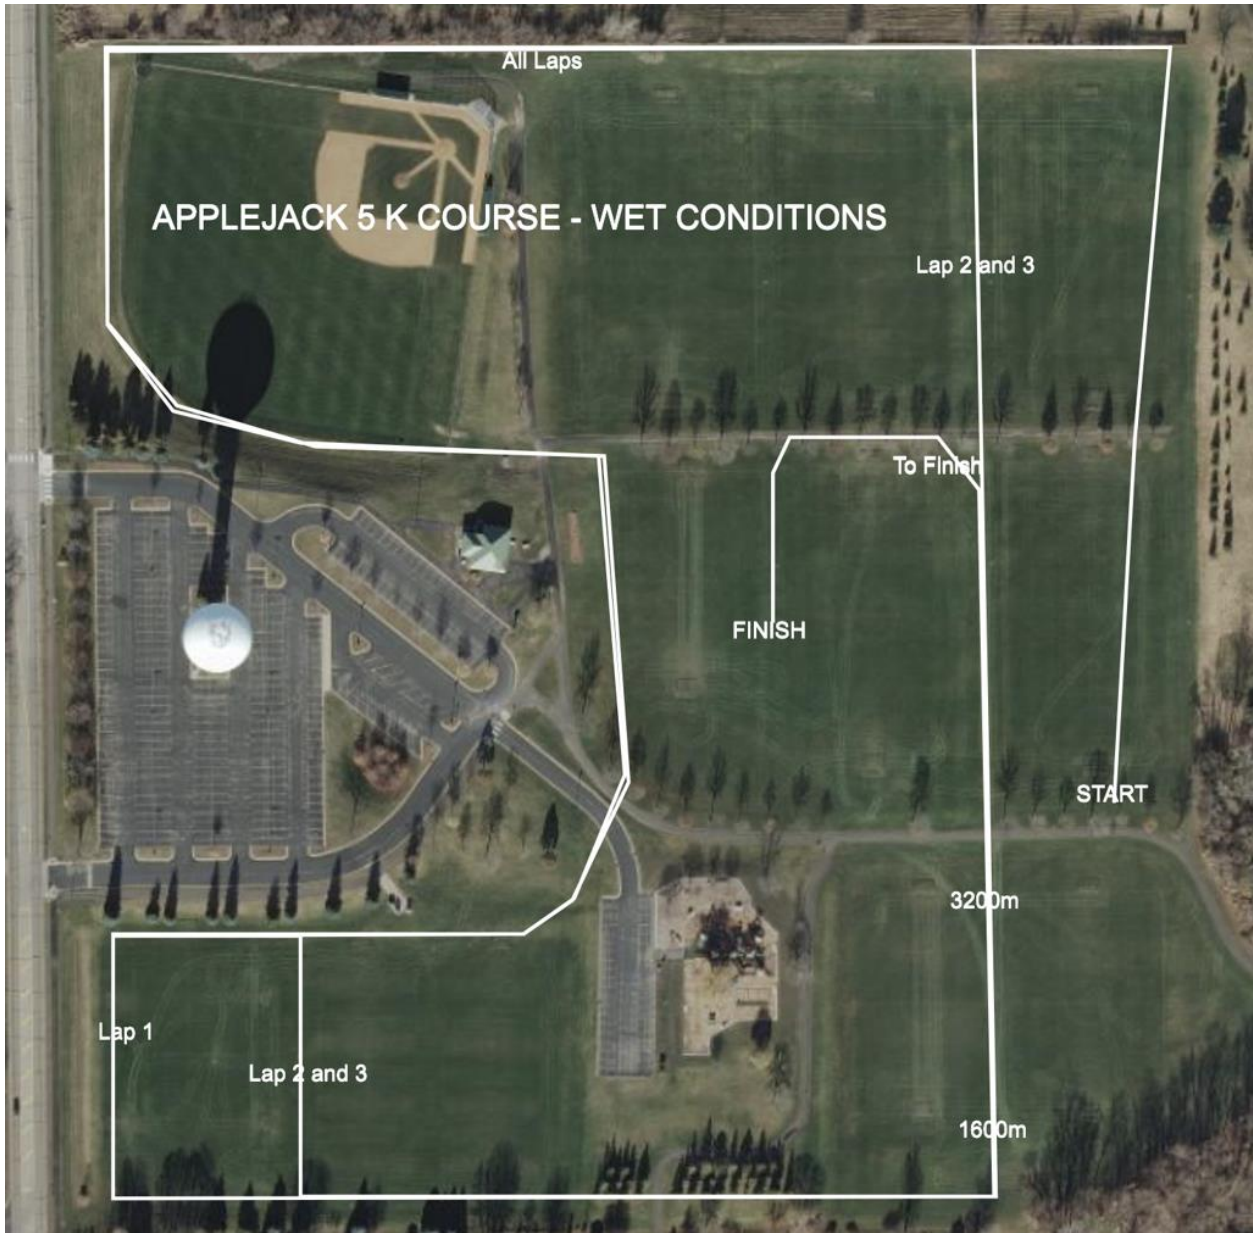 All Laps
APPLEJACK 5 K COURSE - WET CONDITIONS
Lap 2 and 3
To Finish
FINISH
START
3200m
Lap 1
Lap 2 and 3
1600m